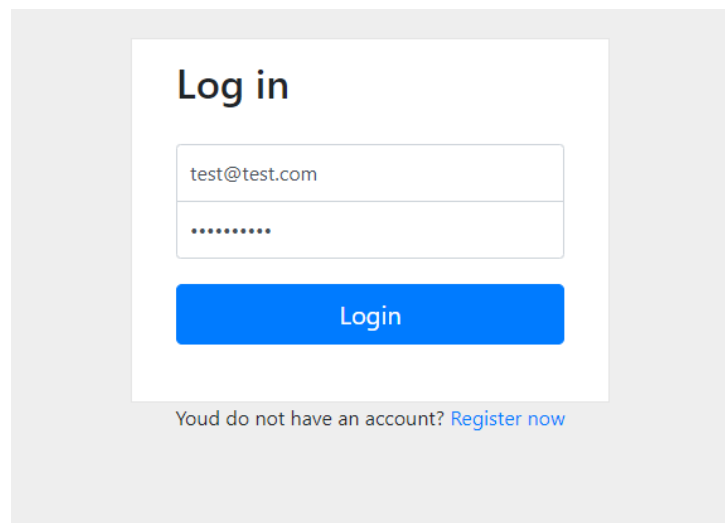 Log in
test@test.com
••••••••••
Login
Youd do not have an account? Register now